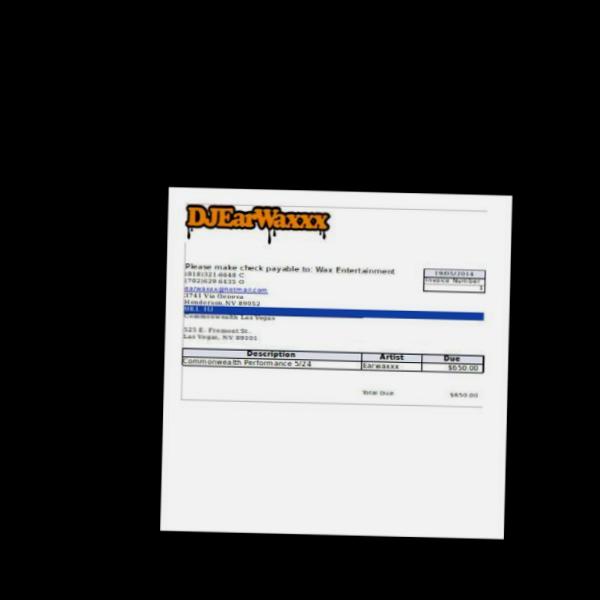 DJEarWaxxx
Please make check payable to: Wax Entertainment
(818)321-6648 C
19/05/2014
(702)629-6435 O
Invoice Number
earwaxxx@hotmail.com
1
3741 Via Genova
Henderson, NV 89052
BILL TO
Commonwealth Las Vegas
525 E. Fremont St.
Las Vegas, NV 89101
Description Artist Due
Commonwealth Performance 5/24 Earwaxxx $650.00
Total Due $650.00